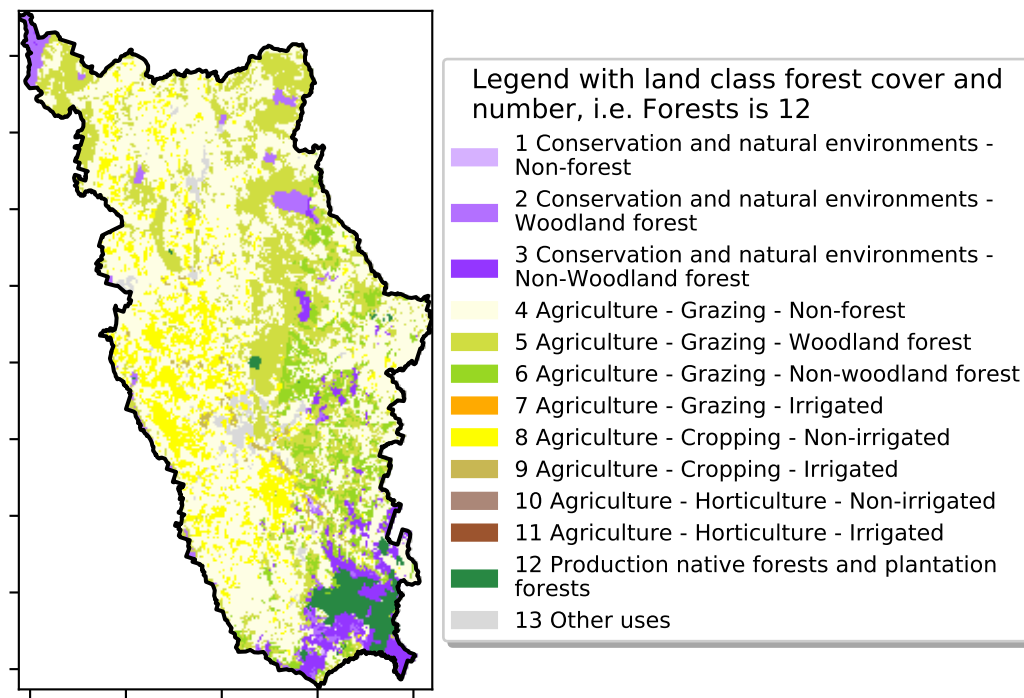 Legend with land class forest cover and
number, i.e. Forests is 12
1 Conservation and natural environments -
Non-forest
2 Conservation and natural environments -
Woodland forest
3 Conservation and natural environments -
Non-Woodland forest
4 Agriculture - Grazing - Non-forest
5 Agriculture - Grazing - Woodland forest
6 Agriculture - Grazing - Non-woodland forest
7 Agriculture - Grazing - Irrigated
8 Agriculture - Cropping - Non-irrigated
9 Agriculture - Cropping - Irrigated
10 Agriculture - Horticulture - Non-irrigated
11 Agriculture - Horticulture - Irrigated
12 Production native forests and plantation
forests
13 Other uses